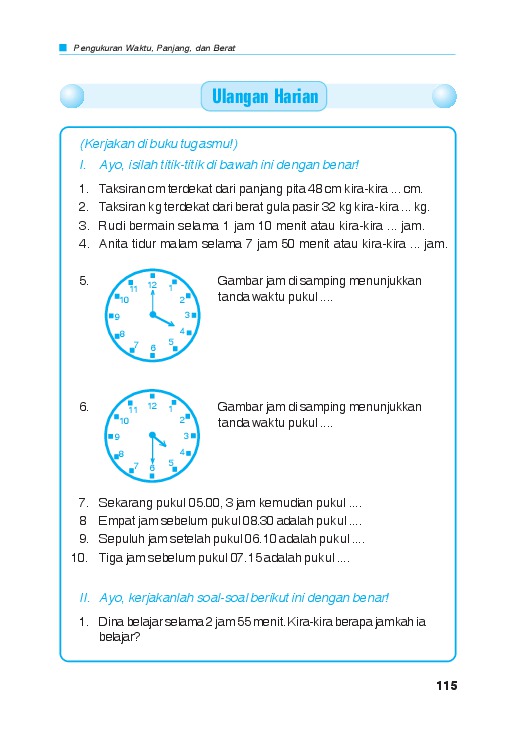 Pengukuran Waktu, Panjang, dan Berat
Ulangan Harian
(Kerjakan di buku tugasmu!)
I. Ayo, isilah titik-titik di bawah ini dengan benar!
1. Taksiran cm terdekat dari panjang pita 48 cm kira-kira ... cm.
2. Taksiran kg terdekat dari berat gula pasir 32 kg kira-kira ... kg.
3. Rudi bermain selama 1 jam 10 menit atau kira-kira ... jam.
4. Anita tidur malam selama 7 jam 50 menit atau kira-kira ... jam.
5. Gambar jam di samping menunjukkan
tanda waktu pukul ....
12 1 2 3 4 5 6 7 8 9 10 11
6. Gambar jam di samping menunjukkan
tanda waktu pukul ....
12 1 2 3 4 5 6 7 8 9 10 11
7. Sekarang pukul 05.00, 3 jam kemudian pukul ....
8 Empat jam sebelum pukul 08.30 adalah pukul ....
9. Sepuluh jam setelah pukul 06.10 adalah pukul ....
10. Tiga jam sebelum pukul 07.15 adalah pukul ....
II. Ayo, kerjakanlah soal-soal berikut ini dengan benar!
1. Dina belajar selama 2 jam 55 menit. Kira-kira berapa jamkah ia
belajar?
115